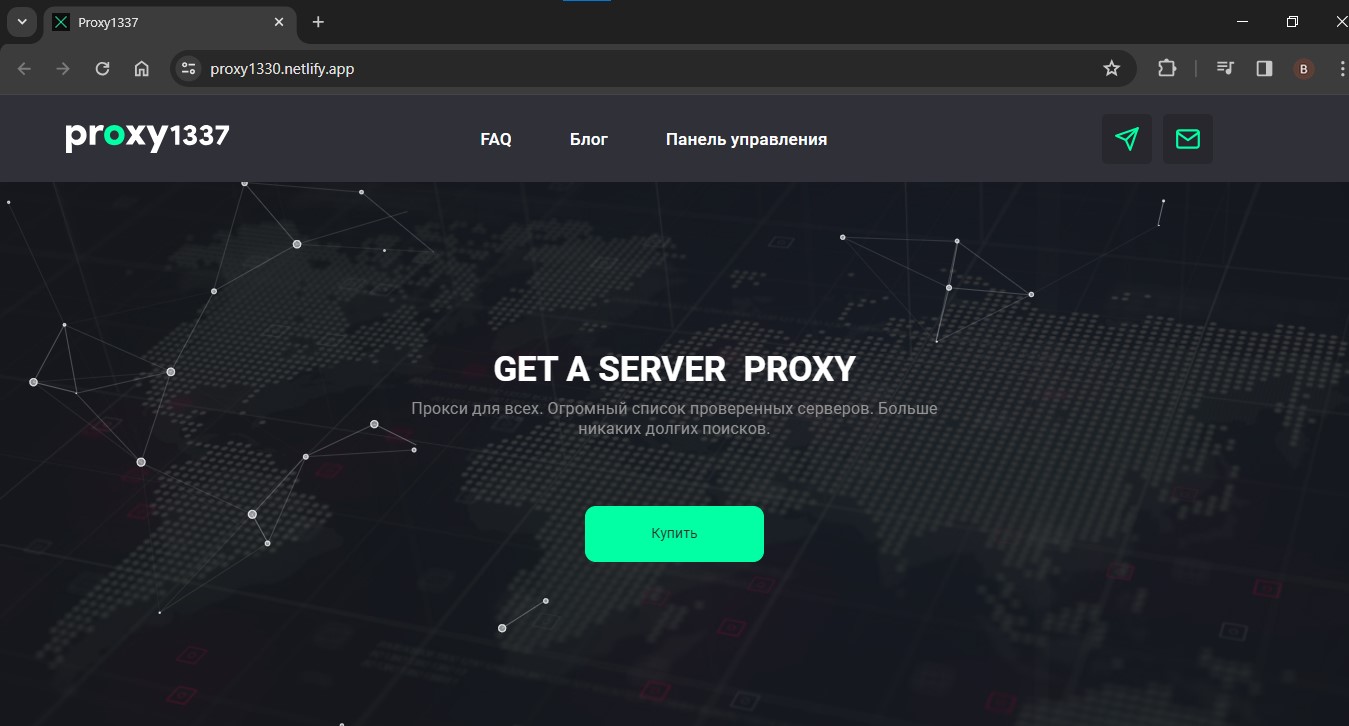 Proxy1337
proxy1330.netlify.app
B
proxy1337
FAQ
Блог
Панель управления
GET A SERVER PROXY
Прокси для всех. Огромный список проверенных серверов. Больше
никаких долгих поисков.
Купить